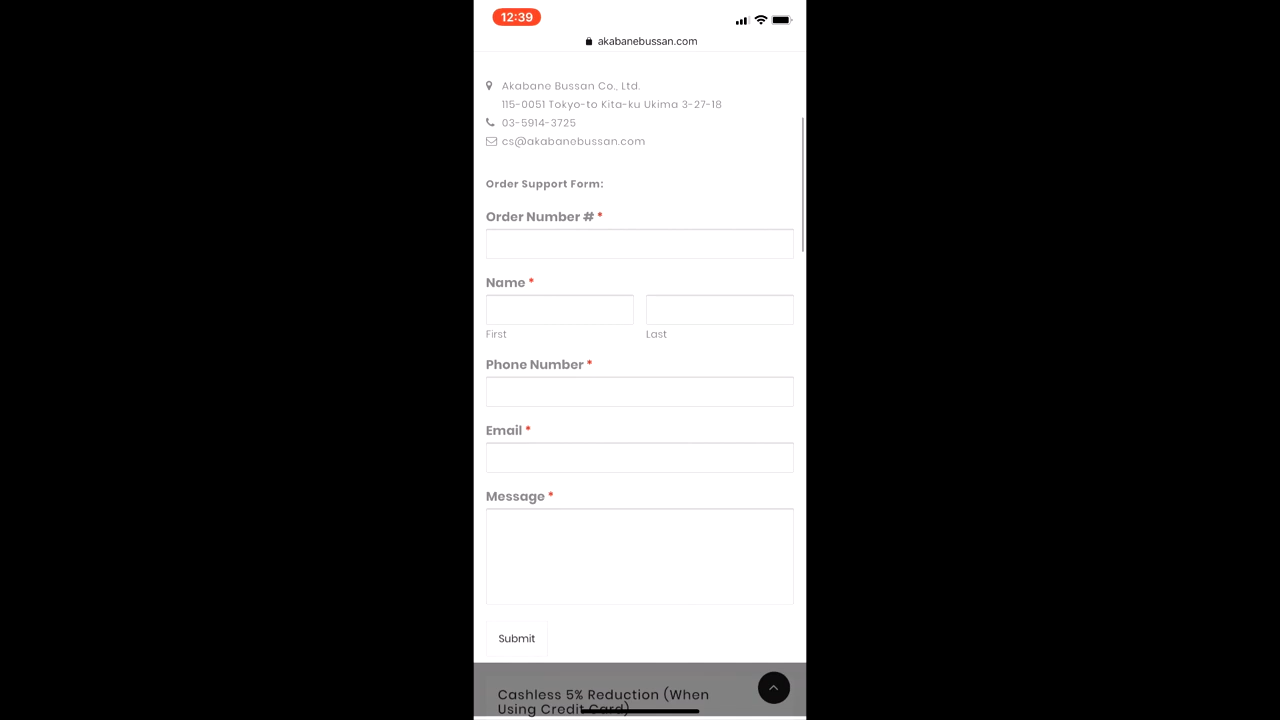 12:39
akabanebussan.com
Akabane Bussan Co., Ltd.
115-0051 Tokyo-to Kita-ku Ukima 3-27-18
03-5914-3725
cs@akabanebussan.com
Order Support Form:
Order Number # *
Name *
First Last
Phone Number *
Email *
Message *
Submit
Cashless 5% Reduction (When
Using Credit Card)